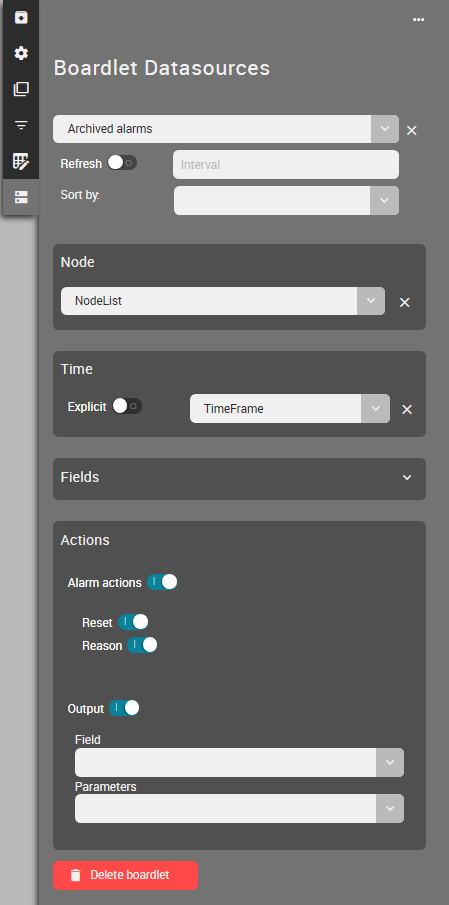 Boardlet Datasources
Archived alarms
Refresh Interval
Sort by:
Node
NodeList
Time
Explicit TimeFrame
Fields
Actions
Alarm actions
Reset
Reason
Output
Field
Parameters
Delete boardlet